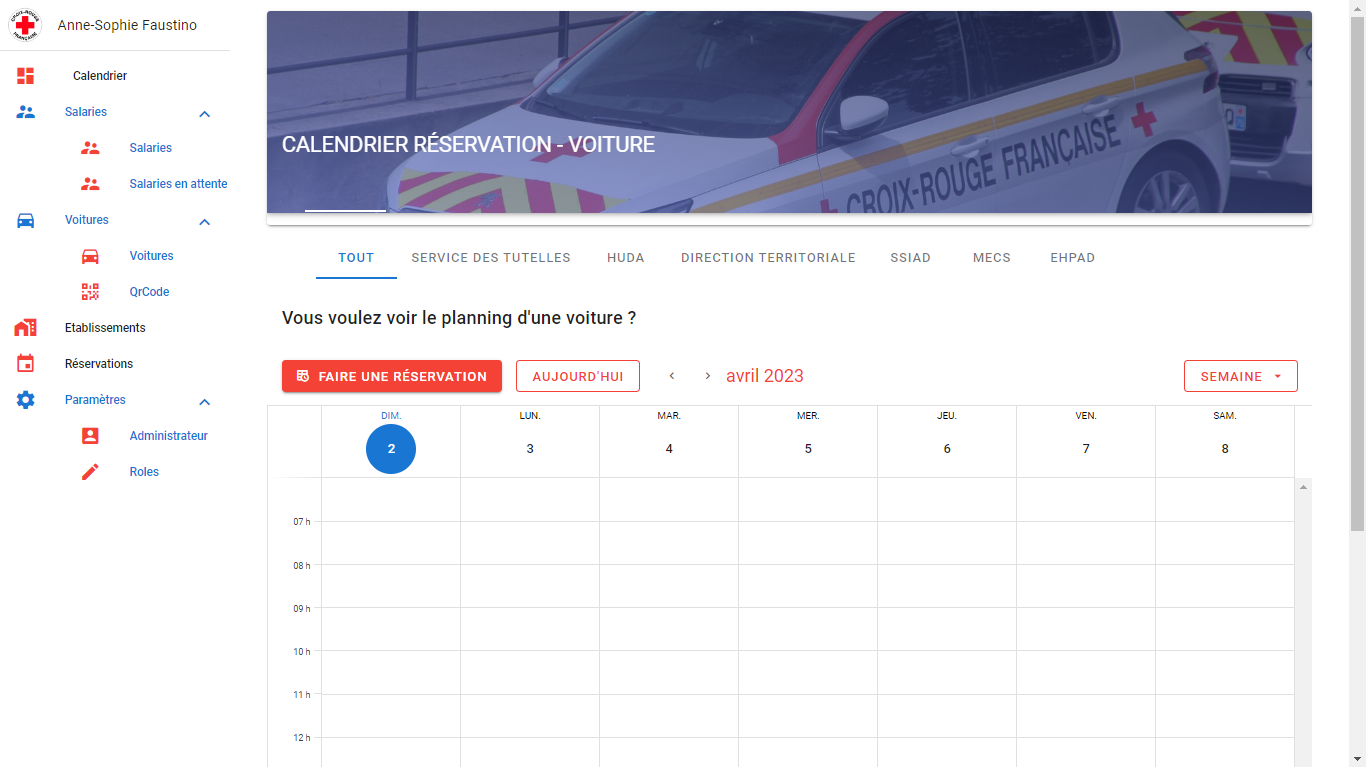 CROIX-ROUGE
FRANÇAISE
Anne-Sophie Faustino
Calendrier
Salaries
Salaries
Salaries en attente
Voitures
Voitures
QrCode
Etablissements
Réservations
Paramètres
Administrateur
Roles
CALENDRIER RÉSERVATION - VOITURE
CROIX-ROUGE FRANÇAISE
TOUT SERVICE DES TUTELLES HUDA DIRECTION TERRITORIALE SSIAD MECS EHPAD
Vous voulez voir le planning d'une voiture ?
FAIRE UNE RÉSERVATION AUJOURD'HUI avril 2023 SEMAINE
DIM. LUN. MAR. MER. JEU. VEN. SAM.
2 3 4 5 6 7 8
07 h
08 h
09 h
10 h
11 h
12 h